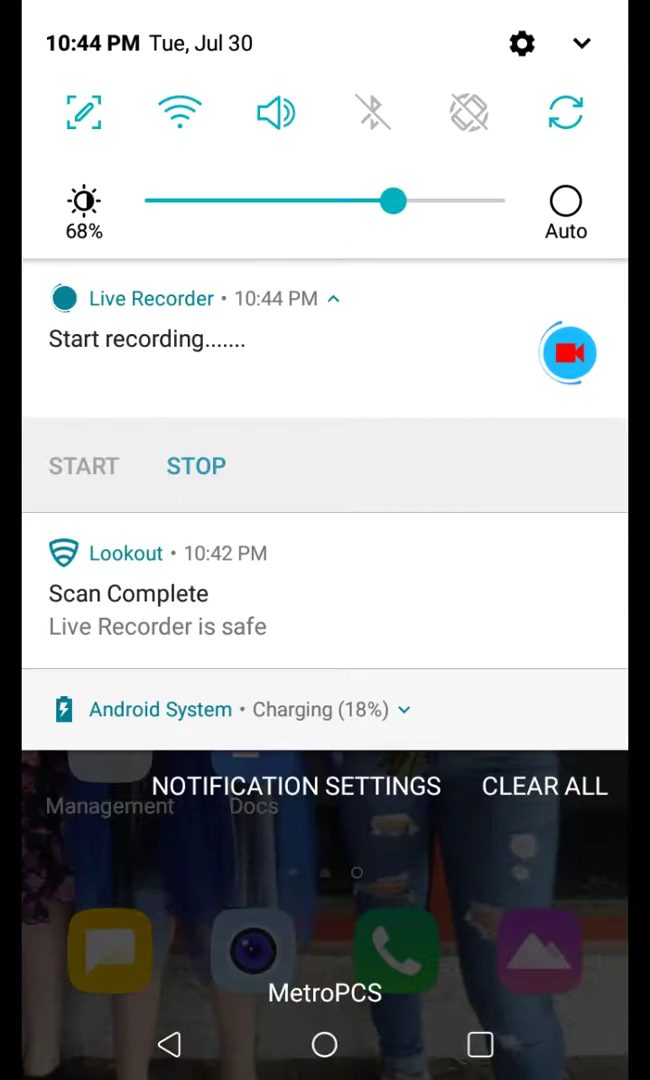 10:44 PM Tue, Jul 30
68%
Auto
Live Recorder • 10:44 PM
Start recording.......
START STOP
Lookout • 10:42 PM
Scan Complete
Live Recorder is safe
Android System • Charging (18%)
NOTIFICATION SETTINGS CLEAR ALL
Management Docs
MetroPCS